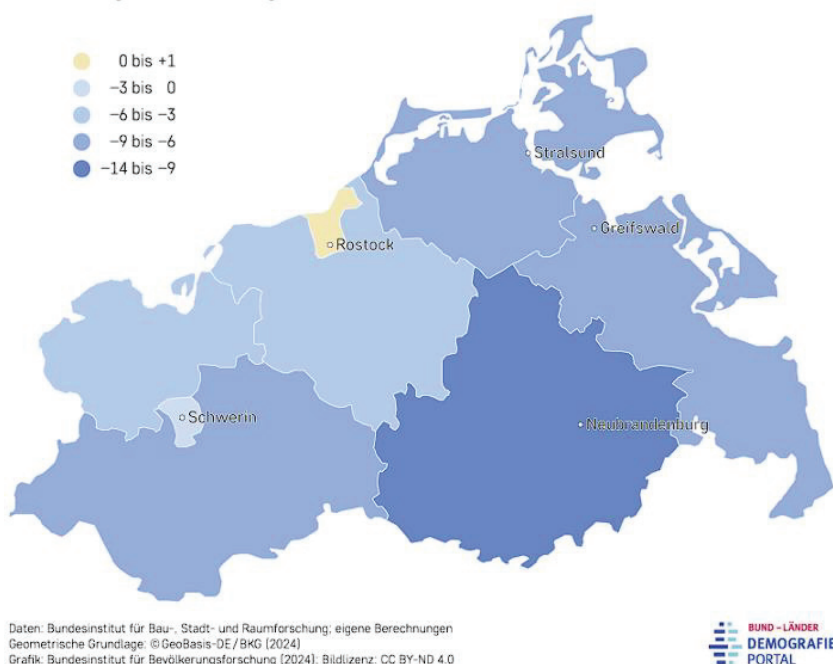 0 bis +1
−3 bis 0
−6 bis −3
−9 bis −6
−14 bis −9
Stralsund
Greifswald
Rostock
Schwerin
Neubrandenburg
Daten: Bundesinstitut für Bau-, Stadt- und Raumforschung; eigene Berechnungen
Geometrische Grundlage: © GeoBasis-DE / BKG (2024)
Grafik: Bundesinstitut für Bevölkerungsforschung (2024); Bildlizenz: CC BY-ND 4.0
BUND – LÄNDER
DEMOGRAFIE
PORTAL